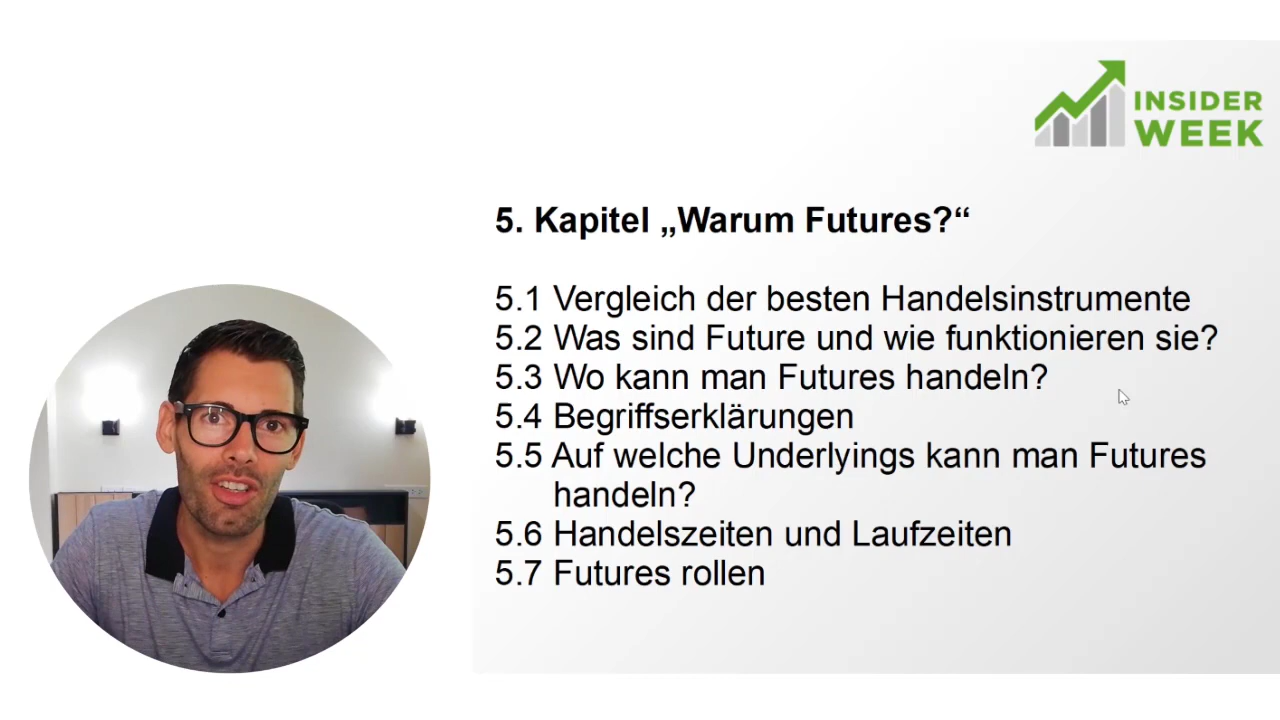 INSIDER
WEEK
5. Kapitel „Warum Futures?“
5.1 Vergleich der besten Handelsinstrumente
5.2 Was sind Future und wie funktionieren sie?
5.3 Wo kann man Futures handeln?
5.4 Begriffserklärungen
5.5 Auf welche Underlyings kann man Futures
handeln?
5.6 Handelszeiten und Laufzeiten
5.7 Futures rollen